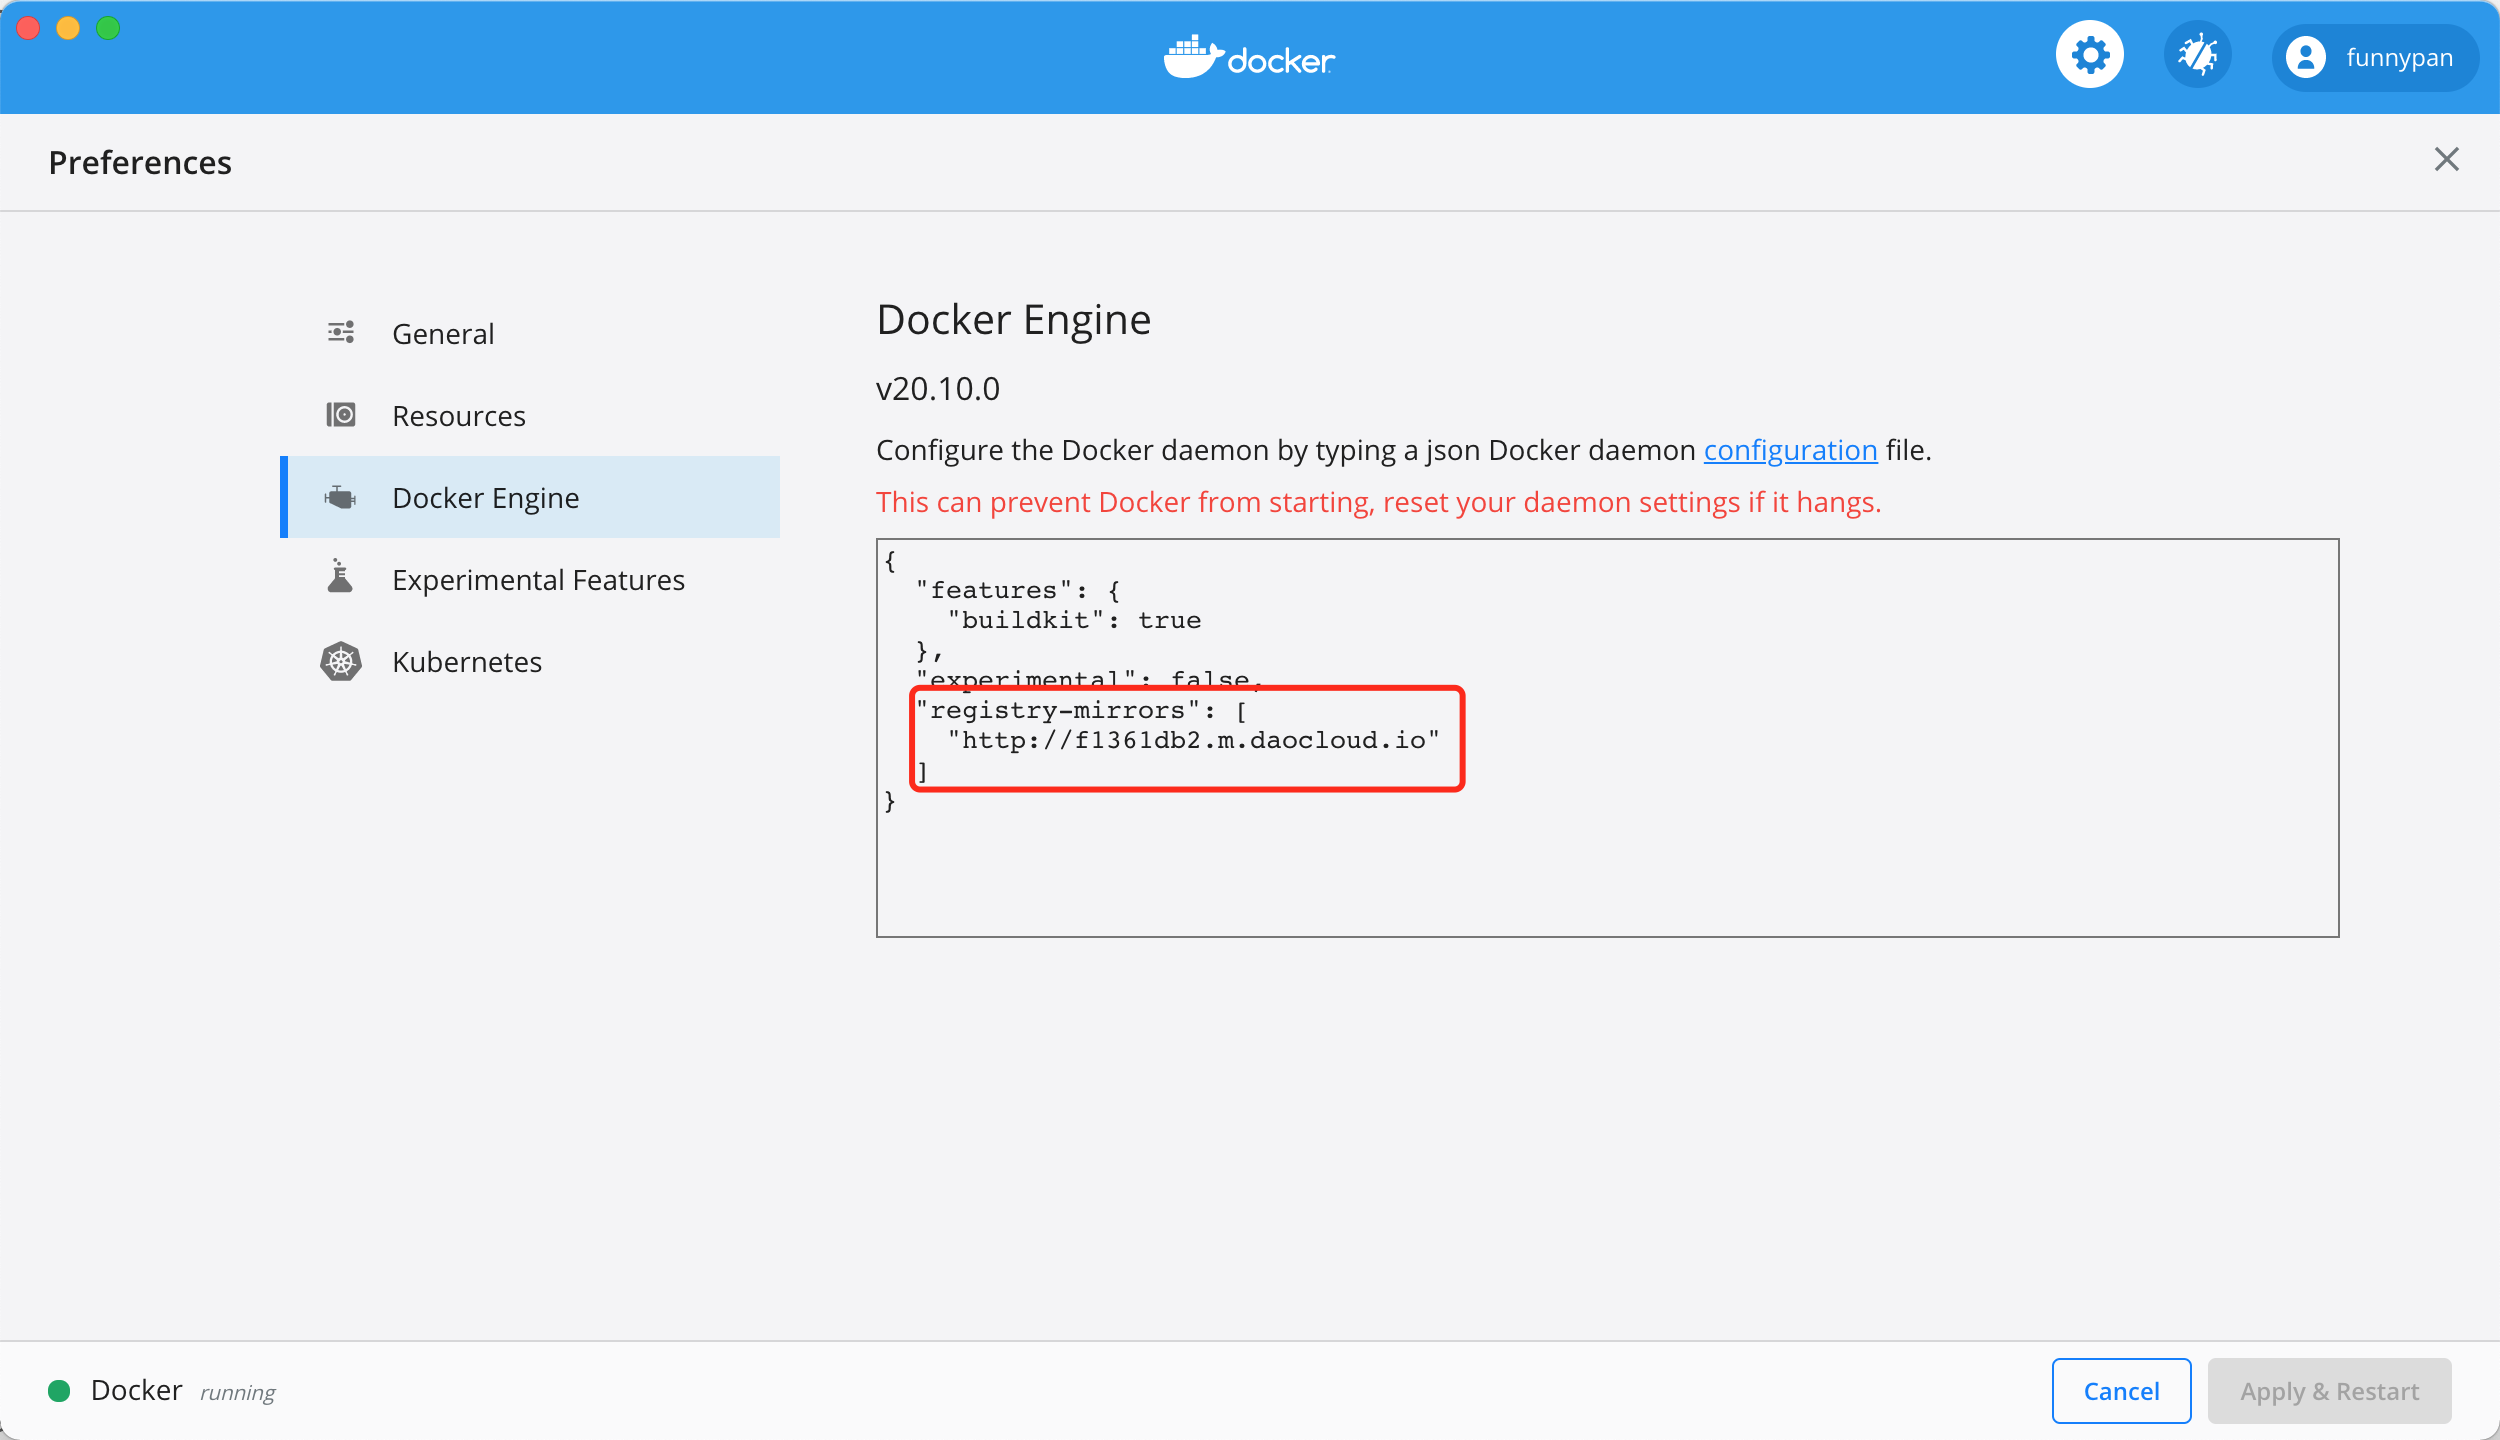 docker
funnypan
Preferences
General
Resources
Docker Engine
Experimental Features
Kubernetes
Docker Engine
v20.10.0
Configure the Docker daemon by typing a json Docker daemon configuration file.
This can prevent Docker from starting, reset your daemon settings if it hangs.
{
  "features": {
    "buildkit": true
  },
  "experimental": false,
  "registry-mirrors": [
    "http://f1361db2.m.daocloud.io"
  ]
}
Docker running
Cancel
Apply & Restart